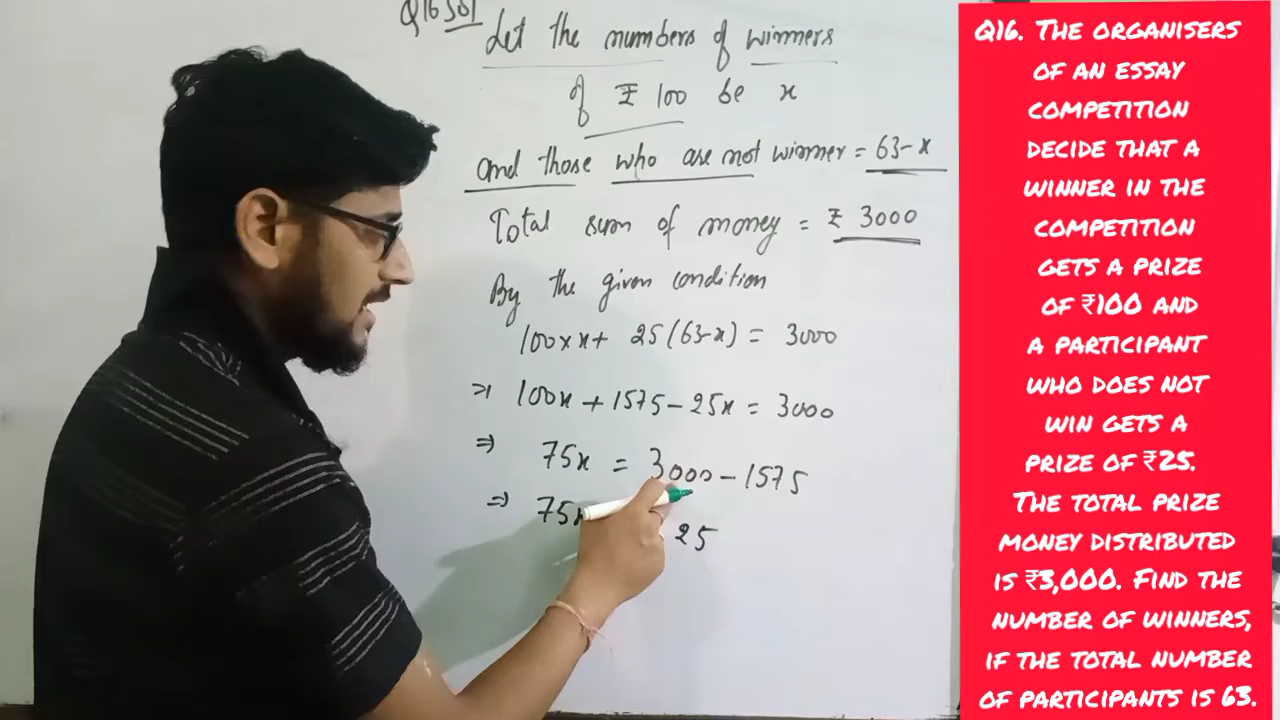 Q16 Sol
Let the numbers of winners
of ₹ 100 be x
and those who are not winner = 63-x
Total sum of money = ₹ 3000
By the given condition
100×x+ 25(63-x) = 3000
⇒ 100x + 1575 - 25x = 3000
⇒ 75x = 3000 - 1575
⇒ 75x 25
Q16. THE ORGANISERS
OF AN ESSAY
COMPETITION
DECIDE THAT A
WINNER IN THE
COMPETITION
GETS A PRIZE
OF ₹100 AND
A PARTICIPANT
WHO DOES NOT
WIN GETS A
PRIZE OF ₹25.
THE TOTAL PRIZE
MONEY DISTRIBUTED
IS ₹3,000. FIND THE
NUMBER OF WINNERS,
IF THE TOTAL NUMBER
OF PARTICIPANTS IS 63.